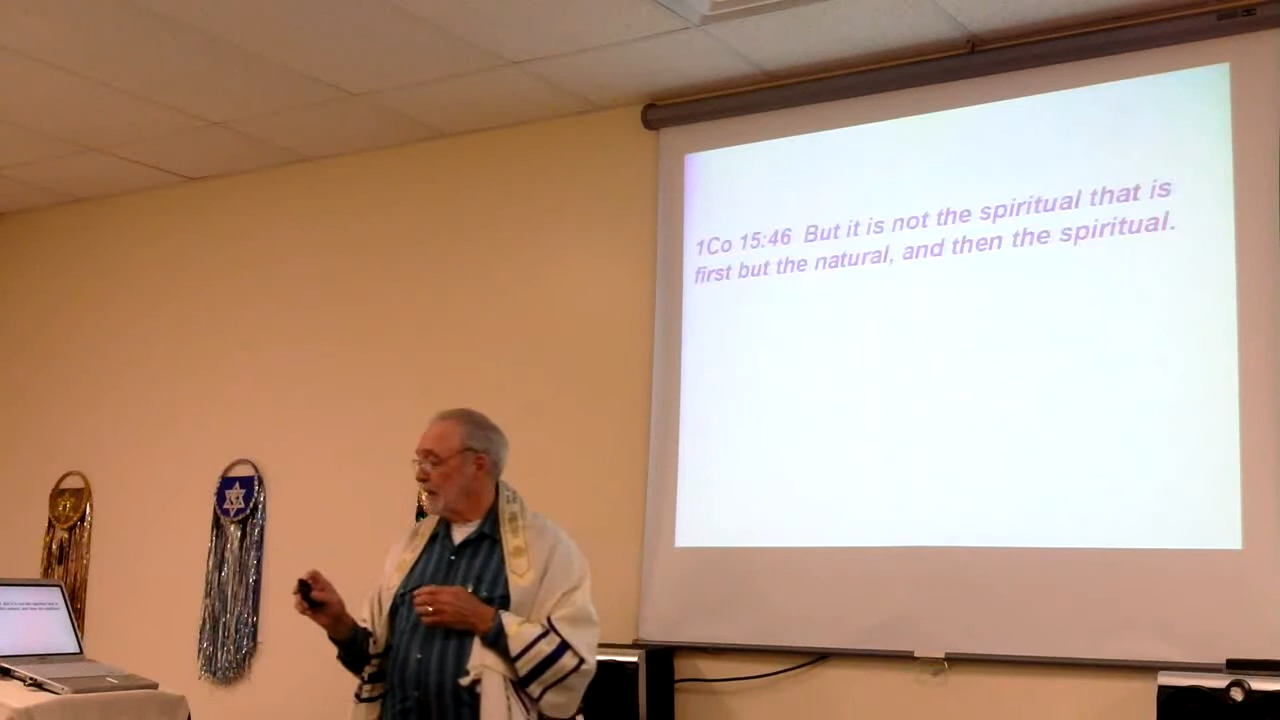 1Co 15:46 But it is not the spiritual that is
first but the natural, and then the spiritual.